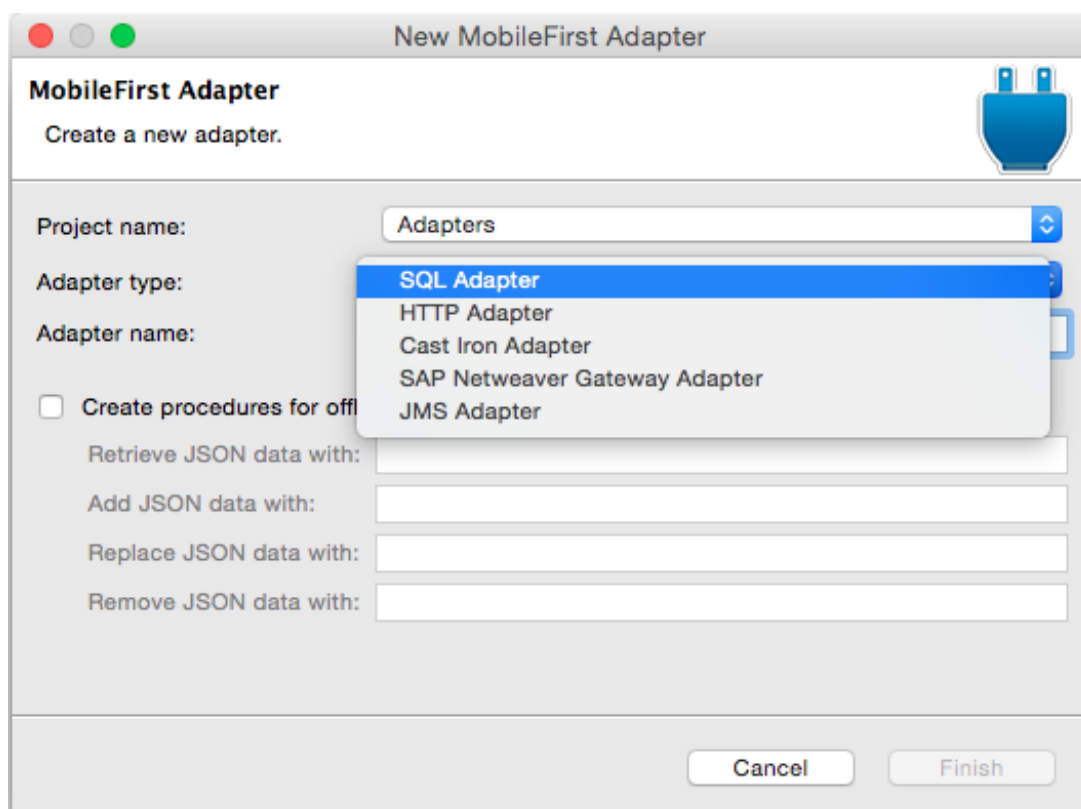 New MobileFirst Adapter
MobileFirst Adapter
Create a new adapter.
Project name:
Adapters
Adapter type:
SQL Adapter
HTTP Adapter
Cast Iron Adapter
SAP Netweaver Gateway Adapter
JMS Adapter
Adapter name:
Create procedures for offl
Retrieve JSON data with:
Add JSON data with:
Replace JSON data with:
Remove JSON data with:
Cancel
Finish